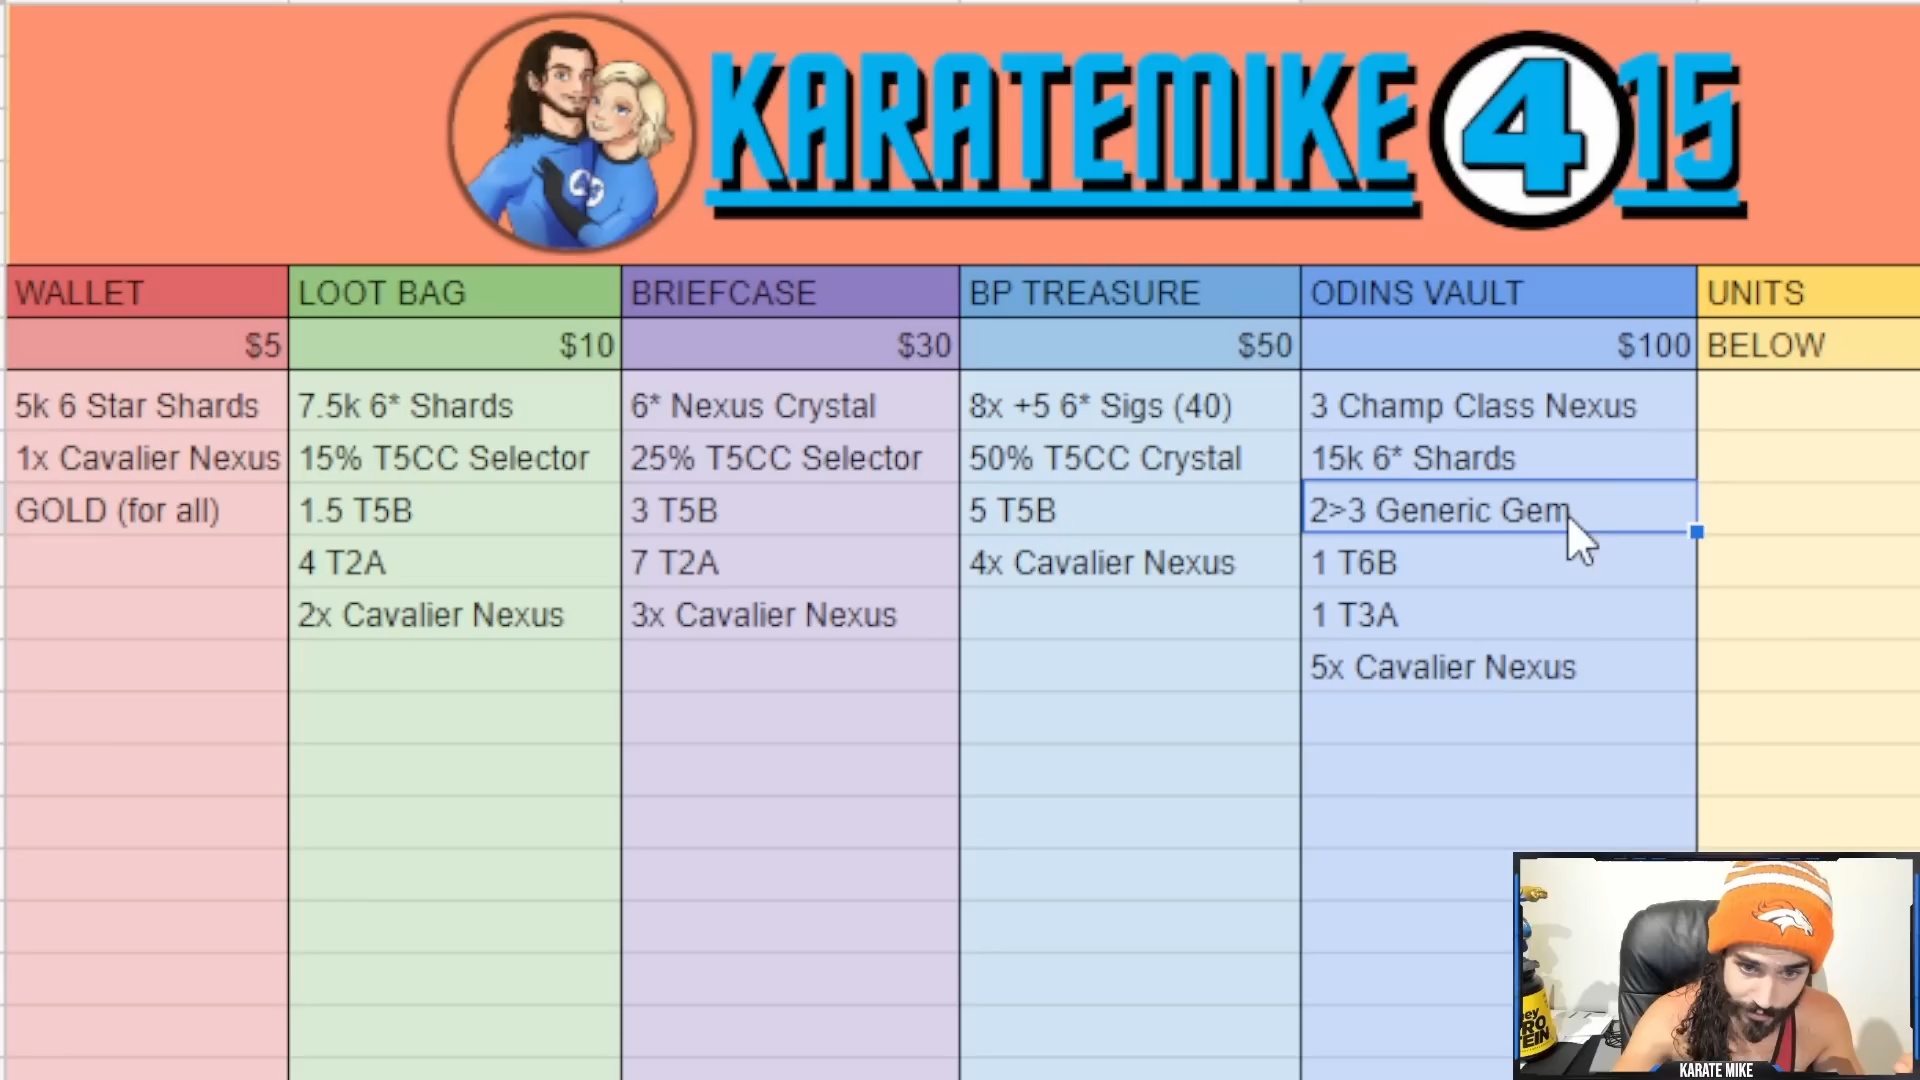 KARATEMIKE 415
WALLET
LOOT BAG
BRIEFCASE
BP TREASURE
ODINS VAULT
UNITS
$5
$10
$30
$50
$100
BELOW
5k 6 Star Shards
7.5k 6* Shards
6* Nexus Crystal
8x +5 6* Sigs (40)
3 Champ Class Nexus
1x Cavalier Nexus
15% T5CC Selector
25% T5CC Selector
50% T5CC Crystal
15k 6* Shards
GOLD (for all)
1.5 T5B
3 T5B
5 T5B
2>3 Generic Gem
4 T2A
7 T2A
4x Cavalier Nexus
1 T6B
2x Cavalier Nexus
3x Cavalier Nexus
1 T3A
5x Cavalier Nexus
KARATE MIKE